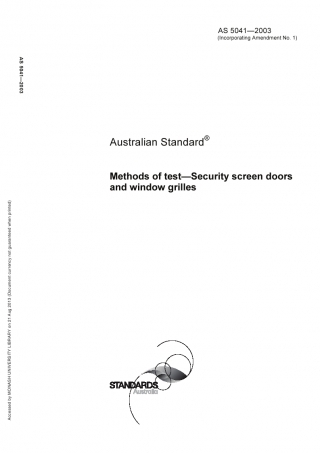 AS 5041—2003
(Incorporating Amendment No. 1)
AS 5041—2003
Australian Standard®
Methods of test—Security screen doors
and window grilles
Accessed by MONASH UNIVERSITY LIBRARY on 21 Aug 2013 (Document currency not guaranteed when printed)
STANDARDS
Australia